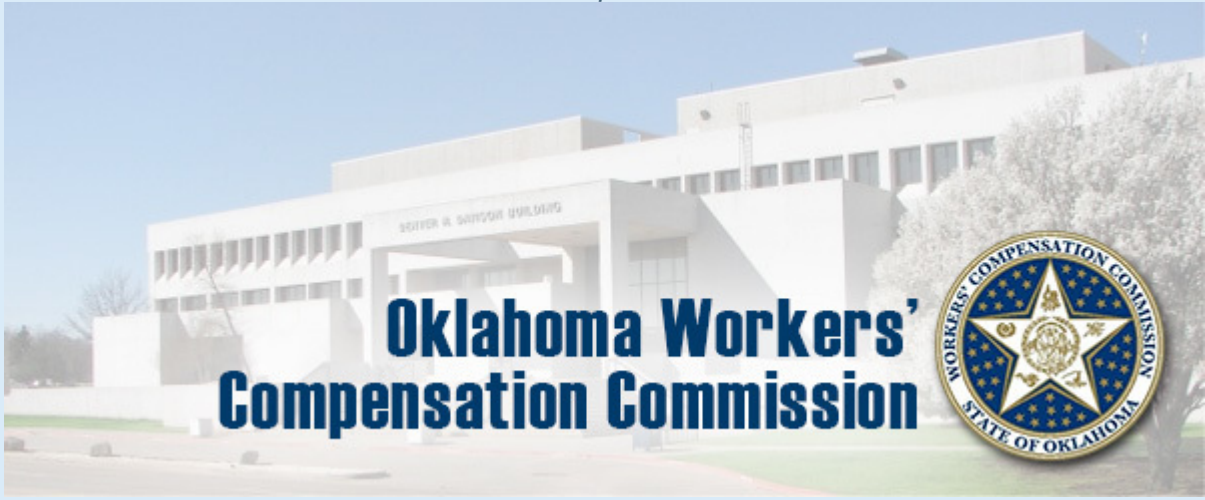 DENVER N. DAVISON BUILDING
Oklahoma Workers’
Compensation Commission
WORKERS' COMPENSATION COMMISSION
STATE OF OKLAHOMA